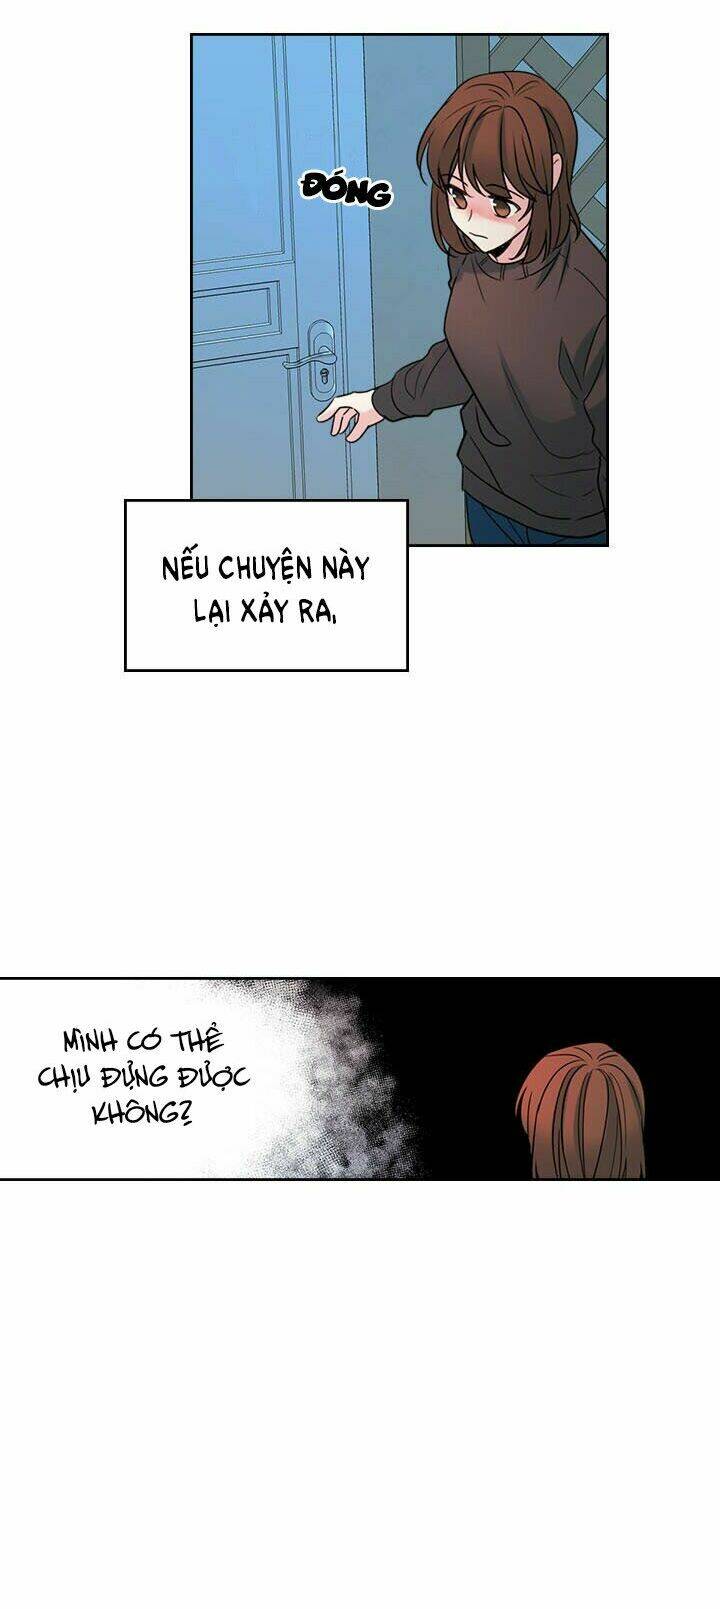 ĐÓNG
NẾU CHUYỆN NÀY
LẠI XẢY RA,
MÌNH CÓ THỂ
CHỊU ĐỰNG ĐƯỢC
KHÔNG?